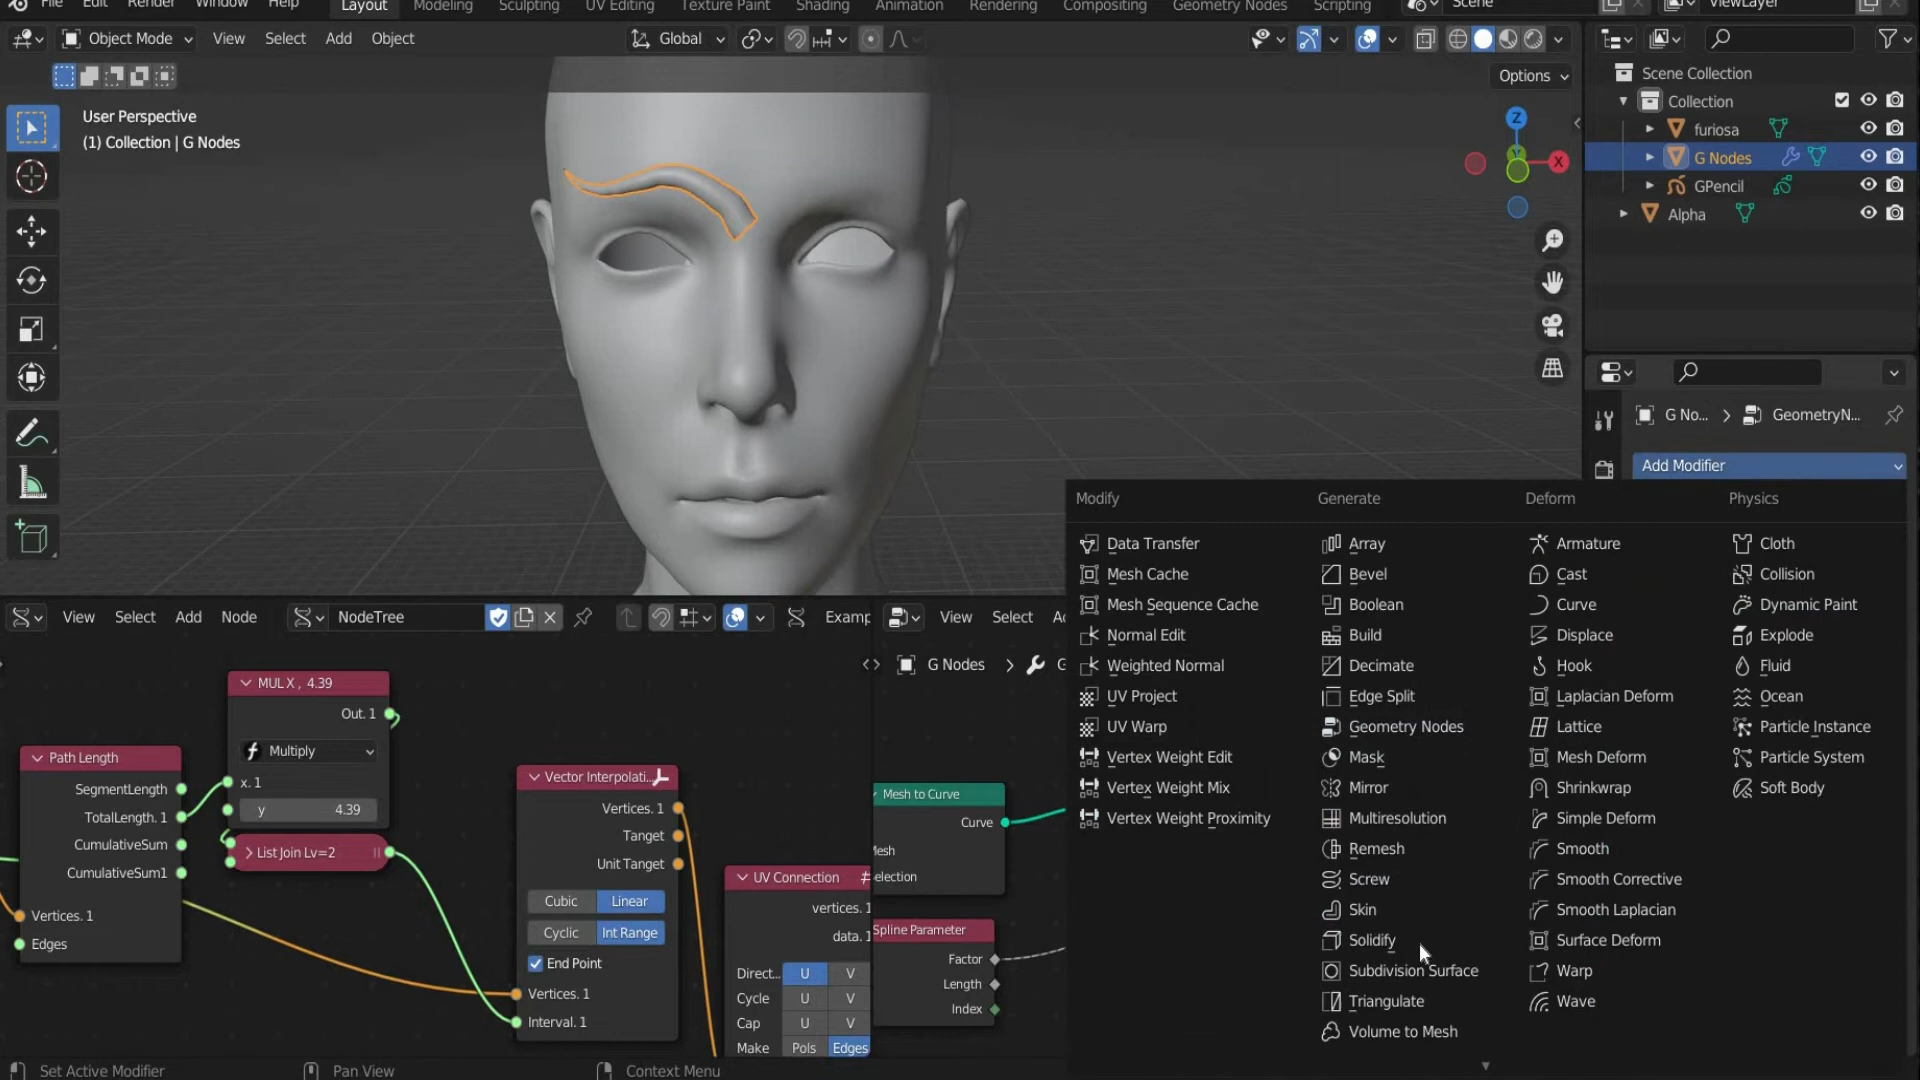 File Edit Render Window Help Layout Modeling Sculpting UV Editing Texture Paint Shading Animation Rendering Compositing Geometry Nodes Scripting Scene ViewLayer
Object Mode View Select Add Object Global
Options
User Perspective
(1) Collection | G Nodes
Z
X
Scene Collection
Collection
furiosa
G Nodes
GPencil
Alpha
G No... > GeometryN...
Add Modifier
Modify
Data Transfer
Mesh Cache
Mesh Sequence Cache
Normal Edit
Weighted Normal
UV Project
UV Warp
Vertex Weight Edit
Vertex Weight Mix
Vertex Weight Proximity
Generate
Array
Bevel
Boolean
Build
Decimate
Edge Split
Geometry Nodes
Mask
Mirror
Multiresolution
Remesh
Screw
Skin
Solidify
Subdivision Surface
Triangulate
Volume to Mesh
Deform
Armature
Cast
Curve
Displace
Hook
Laplacian Deform
Lattice
Mesh Deform
Shrinkwrap
Simple Deform
Smooth
Smooth Corrective
Smooth Laplacian
Surface Deform
Warp
Wave
Physics
Cloth
Collision
Dynamic Paint
Explode
Fluid
Ocean
Particle Instance
Particle System
Soft Body
View Select Add Node NodeTree Examp
View Select A
G Nodes > G
MUL X, 4.39
Out. 1
Multiply
x. 1
y 4.39
List Join Lv=2
Path Length
SegmentLength
TotalLength. 1
CumulativeSum
CumulativeSum1
Vertices. 1
Edges
Vector Interpolati...
Vertices. 1
Tanget
Unit Tanget
Cubic Linear
Cyclic Int Range
End Point
Vertices. 1
Interval. 1
UV Connection
vertices. 1
data. 1
Direct... U V
Cycle U V
Cap U V
Make Pols Edges
Mesh to Curve
Curve
Mesh
election
Spline Parameter
Factor
Length
Index
Set Active Modifier Pan View Context Menu